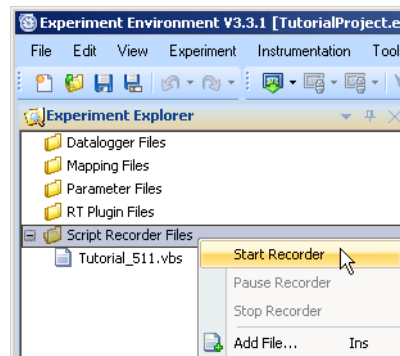 Experiment Environment V3.3.1 [TutorialProject.e
File Edit View Experiment Instrumentation Tool
Experiment Explorer
Datalogger Files
Mapping Files
Parameter Files
RT Plugin Files
Script Recorder Files
Tutorial_511.vbs
Start Recorder
Pause Recorder
Stop Recorder
Add File... Ins